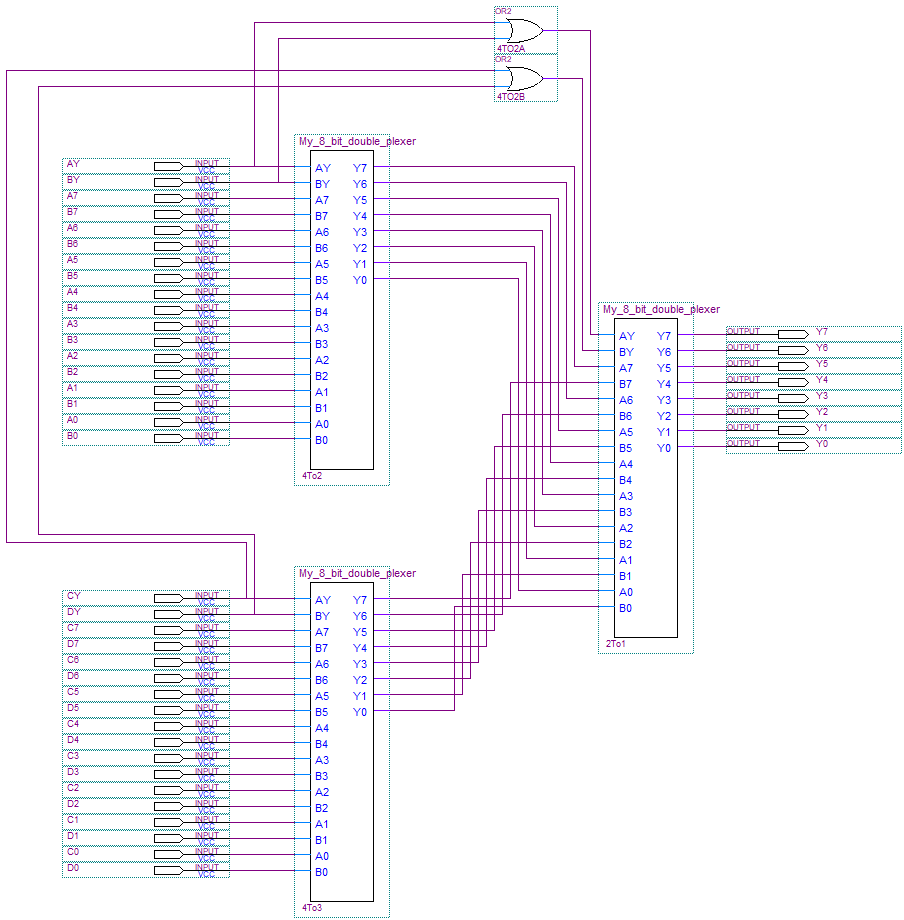 OR2
4TO2A
OR2
4TO2B
My_8_bit_double_plexer
AY INPUT VCC AY Y7
BY INPUT VCC BY Y6
A7 INPUT VCC A7 Y5
B7 INPUT VCC B7 Y4
A6 INPUT VCC A6 Y3
B6 INPUT VCC B6 Y2
A5 INPUT VCC A5 Y1
B5 INPUT VCC B5 Y0
A4 INPUT VCC A4
B4 INPUT VCC B4
A3 INPUT VCC A3
B3 INPUT VCC B3
A2 INPUT VCC A2
B2 INPUT VCC B2
A1 INPUT VCC A1
B1 INPUT VCC B1
A0 INPUT VCC A0
B0 INPUT VCC B0
4To2
My_8_bit_double_plexer
AY Y7 OUTPUT Y7
BY Y6 OUTPUT Y6
A7 Y5 OUTPUT Y5
B7 Y4 OUTPUT Y4
A6 Y3 OUTPUT Y3
B6 Y2 OUTPUT Y2
A5 Y1 OUTPUT Y1
B5 Y0 OUTPUT Y0
A4
B4
A3
B3
A2
B2
A1
B1
A0
B0
2To1
My_8_bit_double_plexer
CY INPUT VCC AY Y7
DY INPUT VCC BY Y6
C7 INPUT VCC A7 Y5
D7 INPUT VCC B7 Y4
C6 INPUT VCC A6 Y3
D6 INPUT VCC B6 Y2
C5 INPUT VCC A5 Y1
D5 INPUT VCC B5 Y0
C4 INPUT VCC A4
D4 INPUT VCC B4
C3 INPUT VCC A3
D3 INPUT VCC B3
C2 INPUT VCC A2
D2 INPUT VCC B2
C1 INPUT VCC A1
D1 INPUT VCC B1
C0 INPUT VCC A0
D0 INPUT VCC B0
4To3